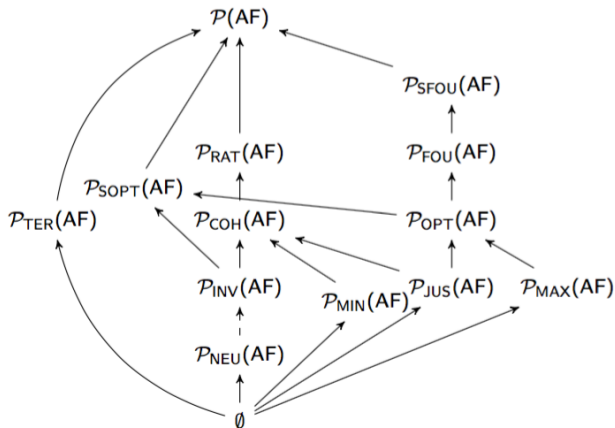 𝒫(AF)
𝒫SFOU(AF)
𝒫RAT(AF)
𝒫FOU(AF)
𝒫SOPT(AF)
𝒫TER(AF)
𝒫COH(AF)
𝒫OPT(AF)
𝒫INV(AF)
𝒫MIN(AF)
𝒫JUS(AF)
𝒫MAX(AF)
𝒫NEU(AF)
∅